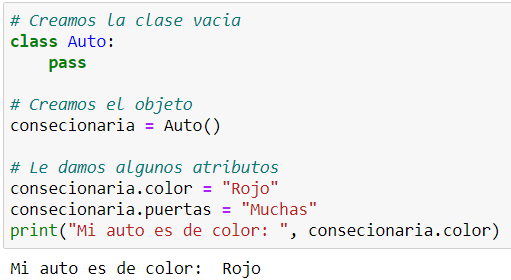 # Creamos la clase vacia
class Auto:
    pass
# Creamos el objeto
consecionaria = Auto()
# Le damos algunos atributos
consecionaria.color = "Rojo"
consecionaria.puertas = "Muchas"
print("Mi auto es de color: ", consecionaria.color)
Mi auto es de color:  Rojo